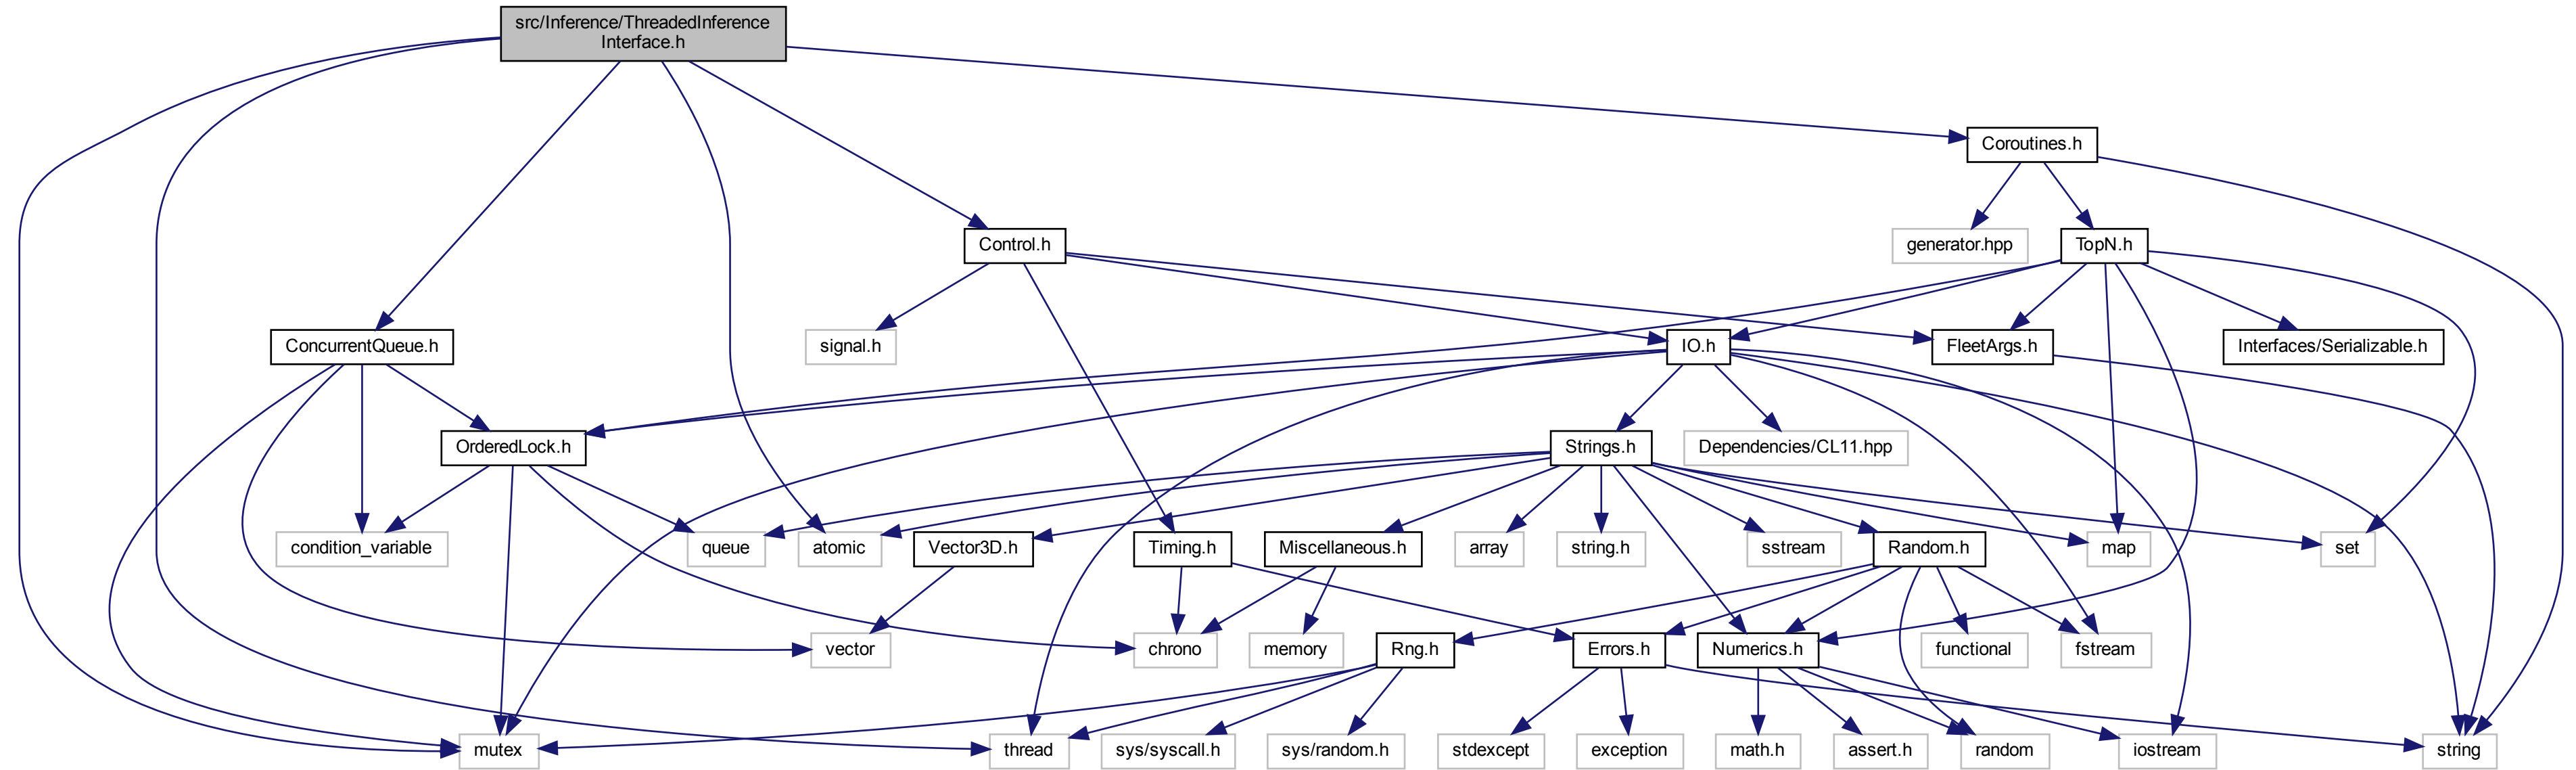 src/Inference/ThreadedInference
Interface.h
Coroutines.h
Control.h
generator.hpp
TopN.h
ConcurrentQueue.h
signal.h
IO.h
FleetArgs.h
Interfaces/Serializable.h
OrderedLock.h
Strings.h
Dependencies/CL11.hpp
condition_variable
queue
atomic
Vector3D.h
Timing.h
Miscellaneous.h
array
string.h
sstream
Random.h
map
set
vector
chrono
memory
Rng.h
Errors.h
Numerics.h
functional
fstream
mutex
thread
sys/syscall.h
sys/random.h
stdexcept
exception
math.h
assert.h
random
iostream
string